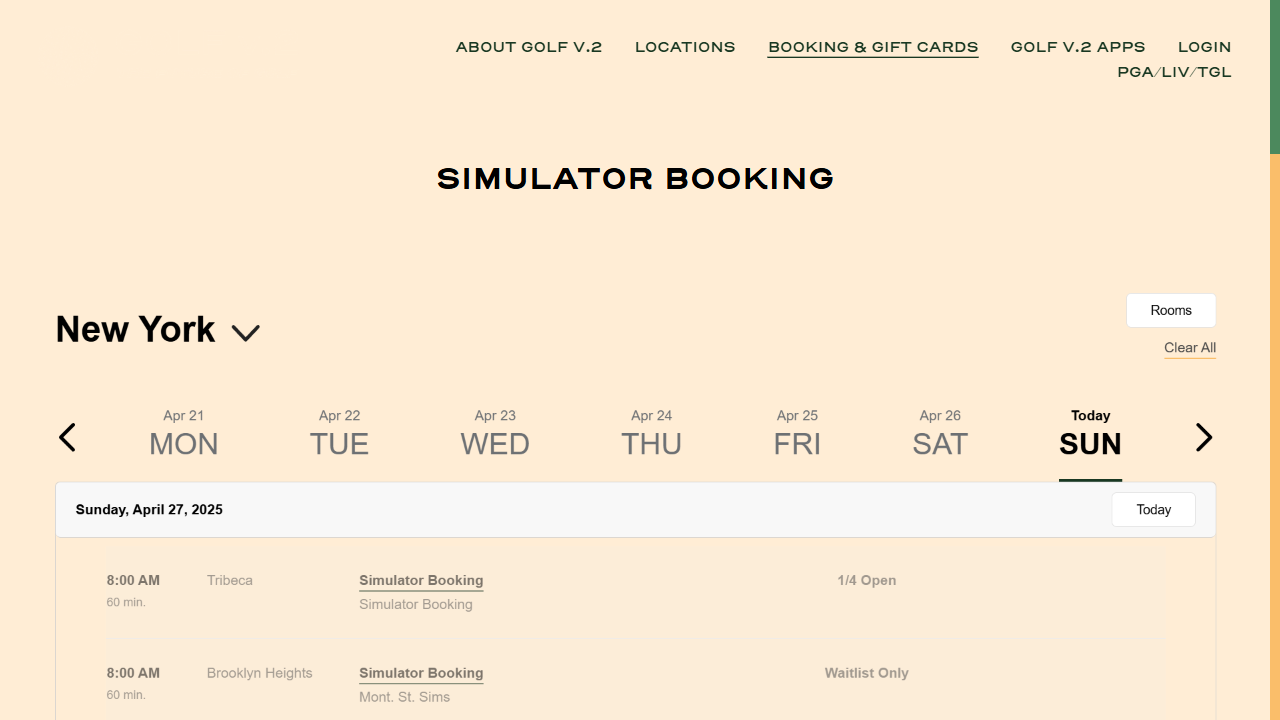 ABOUT GOLF V.2 LOCATIONS BOOKING & GIFT CARDS GOLF V.2 APPS LOGIN
PGA/LIV/TGL
SIMULATOR BOOKING
New York
Rooms
Clear All
Apr 21 Apr 22 Apr 23 Apr 24 Apr 25 Apr 26 Today
MON TUE WED THU FRI SAT SUN
Sunday, April 27, 2025 Today
8:00 AM Tribeca Simulator Booking 1/4 Open
60 min. Simulator Booking
8:00 AM Brooklyn Heights Simulator Booking Waitlist Only
60 min. Mont. St. Sims